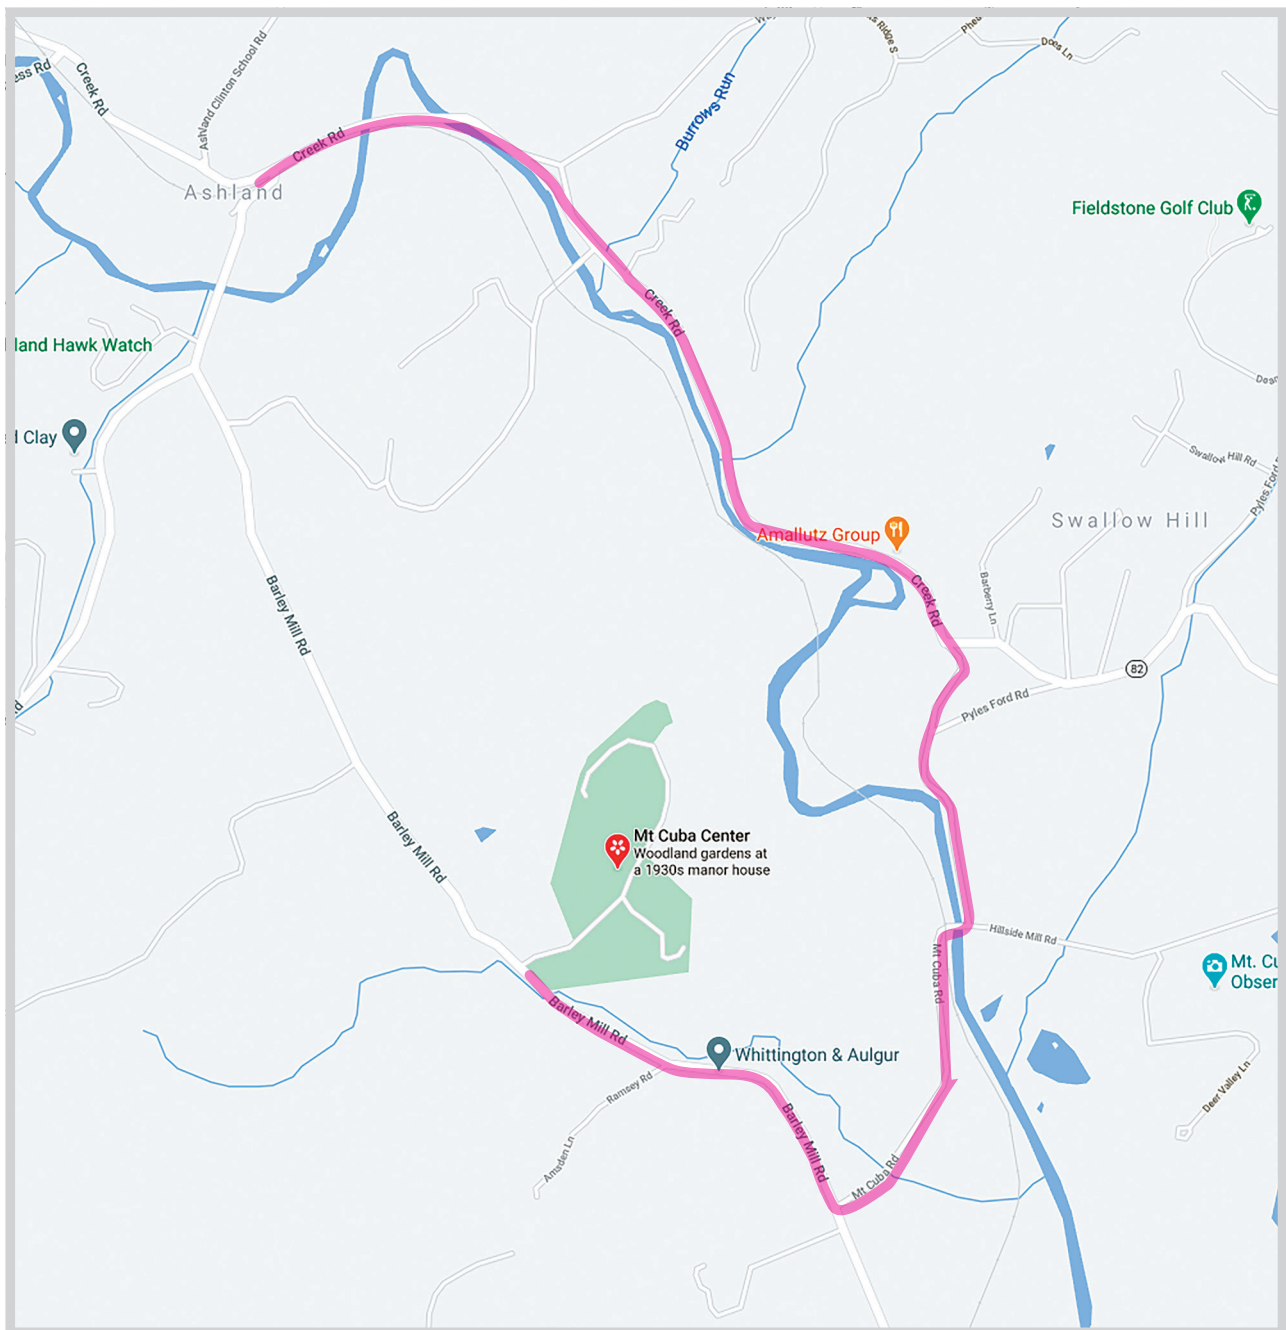 Creek Rd
Ashland Clinton School Rd
Ashland
Creek Rd
Burrows Run
Does Ln
Fieldstone Golf Club
land Hawk Watch
Creek Rd
d Clay
Swallow Hill Rd
Pyles Ford
Swallow Hill
Amallutz Group
Creek Rd
Barberry Ln
82
Pyles Ford Rd
Barley Mill Rd
Barley Mill Rd
Mt Cuba Center
Woodland gardens at
a 1930s manor house
Hillside Mill Rd
Mt Cuba Rd
Mt. Cu
Obser
Barley Mill Rd
Whittington & Aulgur
Ramsey Rd
Amsden Ln
Barley Mill Rd
Mt Cuba Rd
Deer Valley Ln